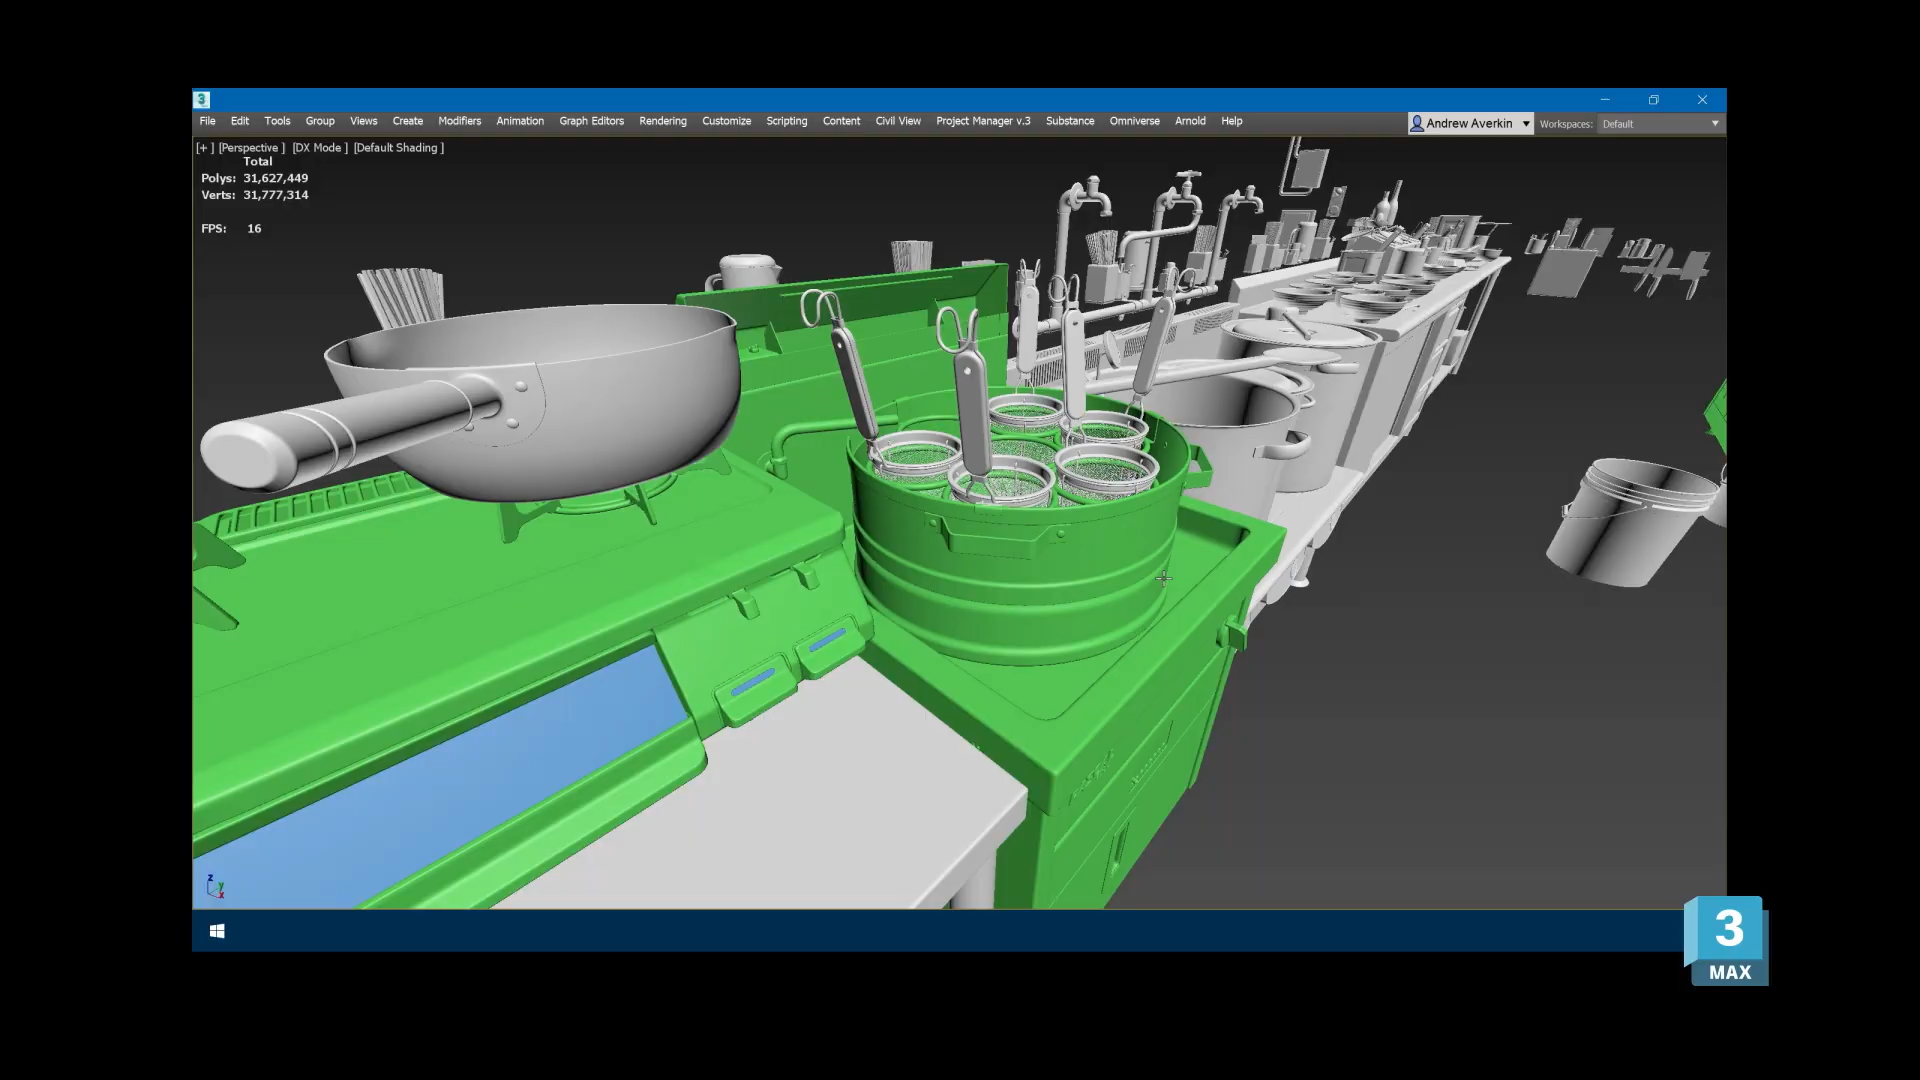 3
File Edit Tools Group Views Create Modifiers Animation Graph Editors Rendering Customize Scripting Content Civil View Project Manager v.3 Substance Omniverse Arnold Help Andrew Averkin Workspaces: Default
[+ ] [Perspective ] [DX Mode ] [Default Shading ]
Total
Polys: 31,627,449
Verts: 31,777,314
FPS: 16
z
y
x
3
MAX